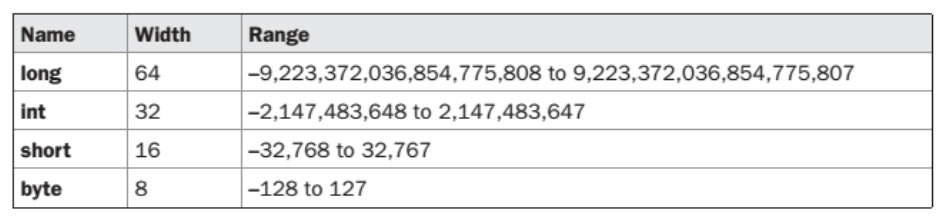 Name Width Range
long 64 –9,223,372,036,854,775,808 to 9,223,372,036,854,775,807
int 32 –2,147,483,648 to 2,147,483,647
short 16 –32,768 to 32,767
byte 8 –128 to 127